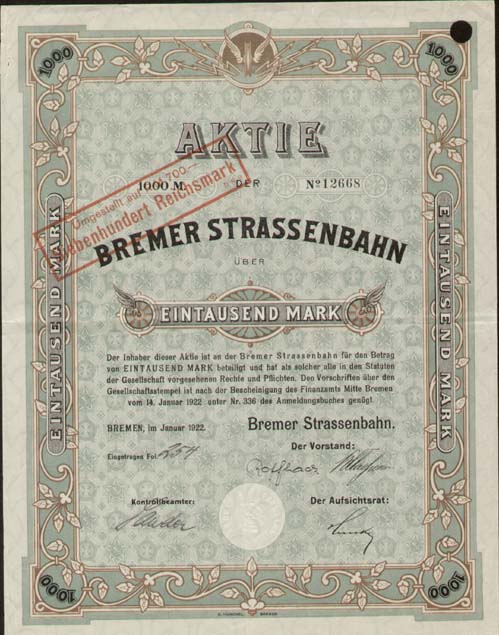 1000
1000
AKTIE
Umgestellt auf RM 700.-
Siebenhundert Reichsmark
1000 M. DER № 12668
BREMER STRASSENBAHN
ÜBER
EINTAUSEND MARK
EINTAUSEND MARK
EINTAUSEND MARK
Der Inhaber dieser Aktie ist an der Bremer Strassenbahn für den Betrag
von EINTAUSEND MARK beteiligt und hat als solcher alle in den Statuten
der Gesellschaft vorgesehenen Rechte und Pflichten. Den Vorschriften über den
Gesellschaftsstempel ist nach der Bescheinigung des Finanzamts Mitte Bremen
vom 14. Januar 1922 unter Nr. 336 des Anmeldungsbuches genügt.
BREMEN, im Januar 1922.
Bremer Strassenbahn.
Eingetragen Fol. 254
Der Vorstand:
Kontrollbeamter:
Der Aufsichtsrat:
1000
1000
BREMEN